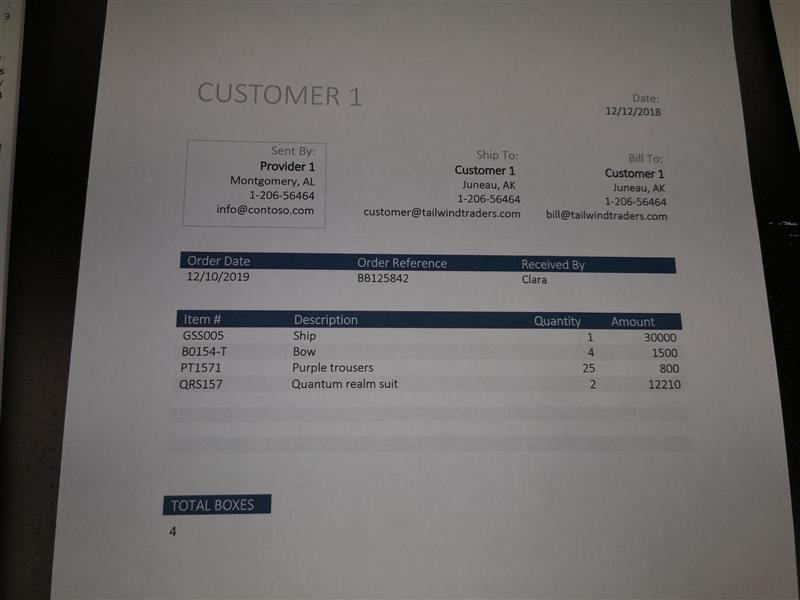 CUSTOMER 1
Date:
12/12/2018
Sent By:
Provider 1
Montgomery, AL
1-206-56464
info@contoso.com
Ship To:
Customer 1
Juneau, AK
1-206-56464
customer@tailwindtraders.com
Bill To:
Customer 1
Juneau, AK
1-206-56464
bill@tailwindtraders.com
Order Date Order Reference Received By
12/10/2019 BB125842 Clara
Item # Description Quantity Amount
GSS005 Ship 1 30000
B0154-T Bow 4 1500
PT1571 Purple trousers 25 800
QRS157 Quantum realm suit 2 12210
TOTAL BOXES
4